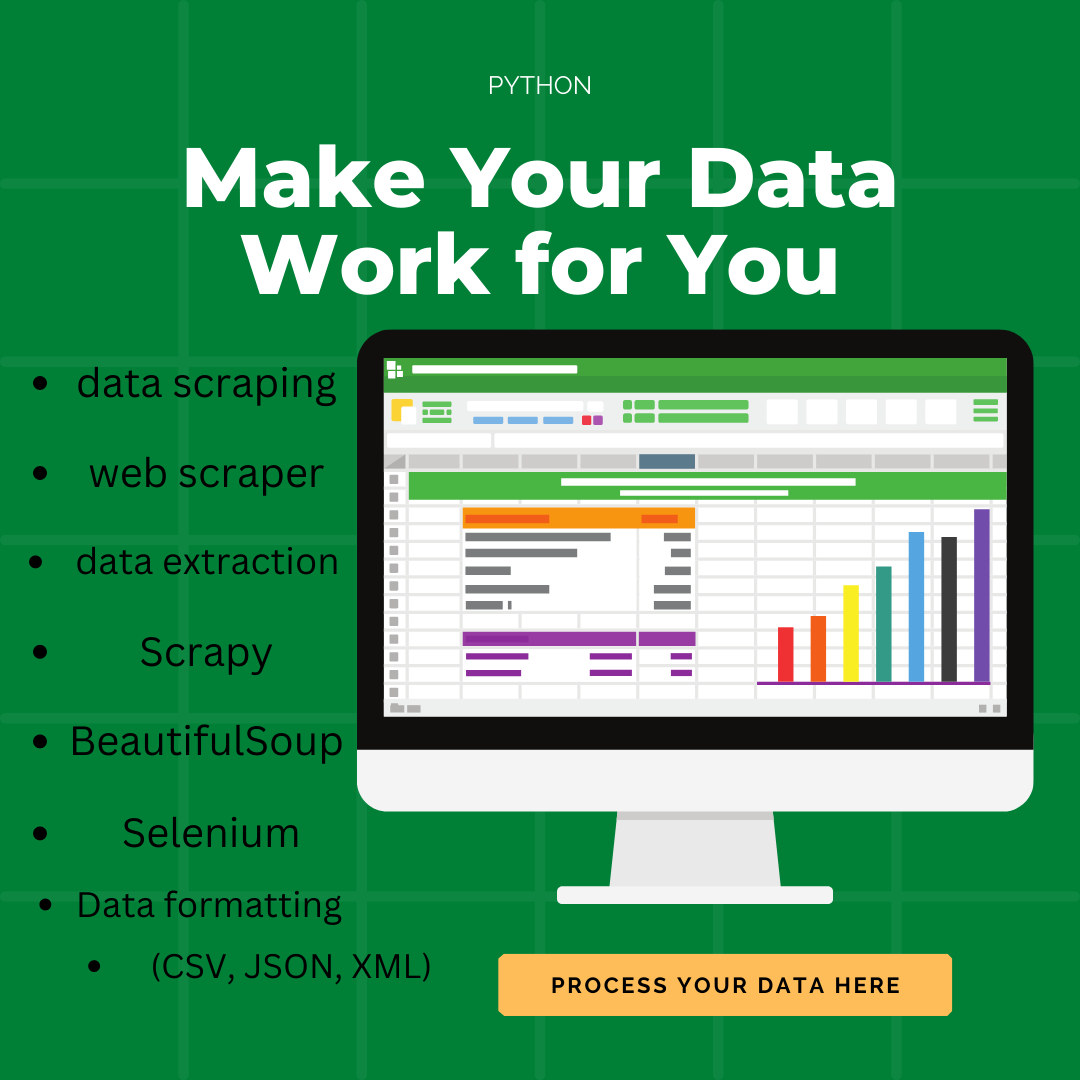 PYTHON
Make Your Data
Work for You
data scraping
web scraper
data extraction
Scrapy
BeautifulSoup
Selenium
Data formatting
(CSV, JSON, XML)
PROCESS YOUR DATA HERE